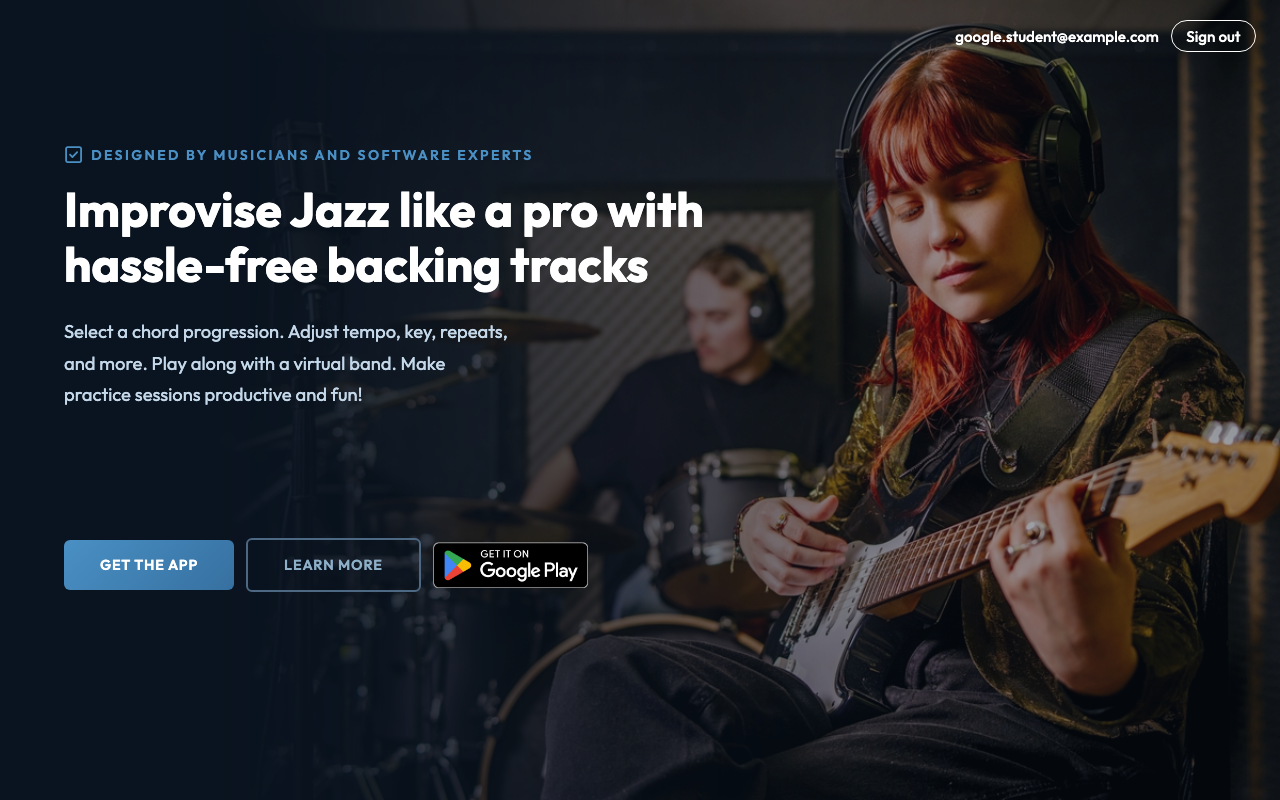 google.student@example.com
Sign out
DESIGNED BY MUSICIANS AND SOFTWARE EXPERTS
Improvise Jazz like a pro with
hassle-free backing tracks
Select a chord progression. Adjust tempo, key, repeats,
and more. Play along with a virtual band. Make
practice sessions productive and fun!
GET THE APP
LEARN MORE
GET IT ON
Google Play